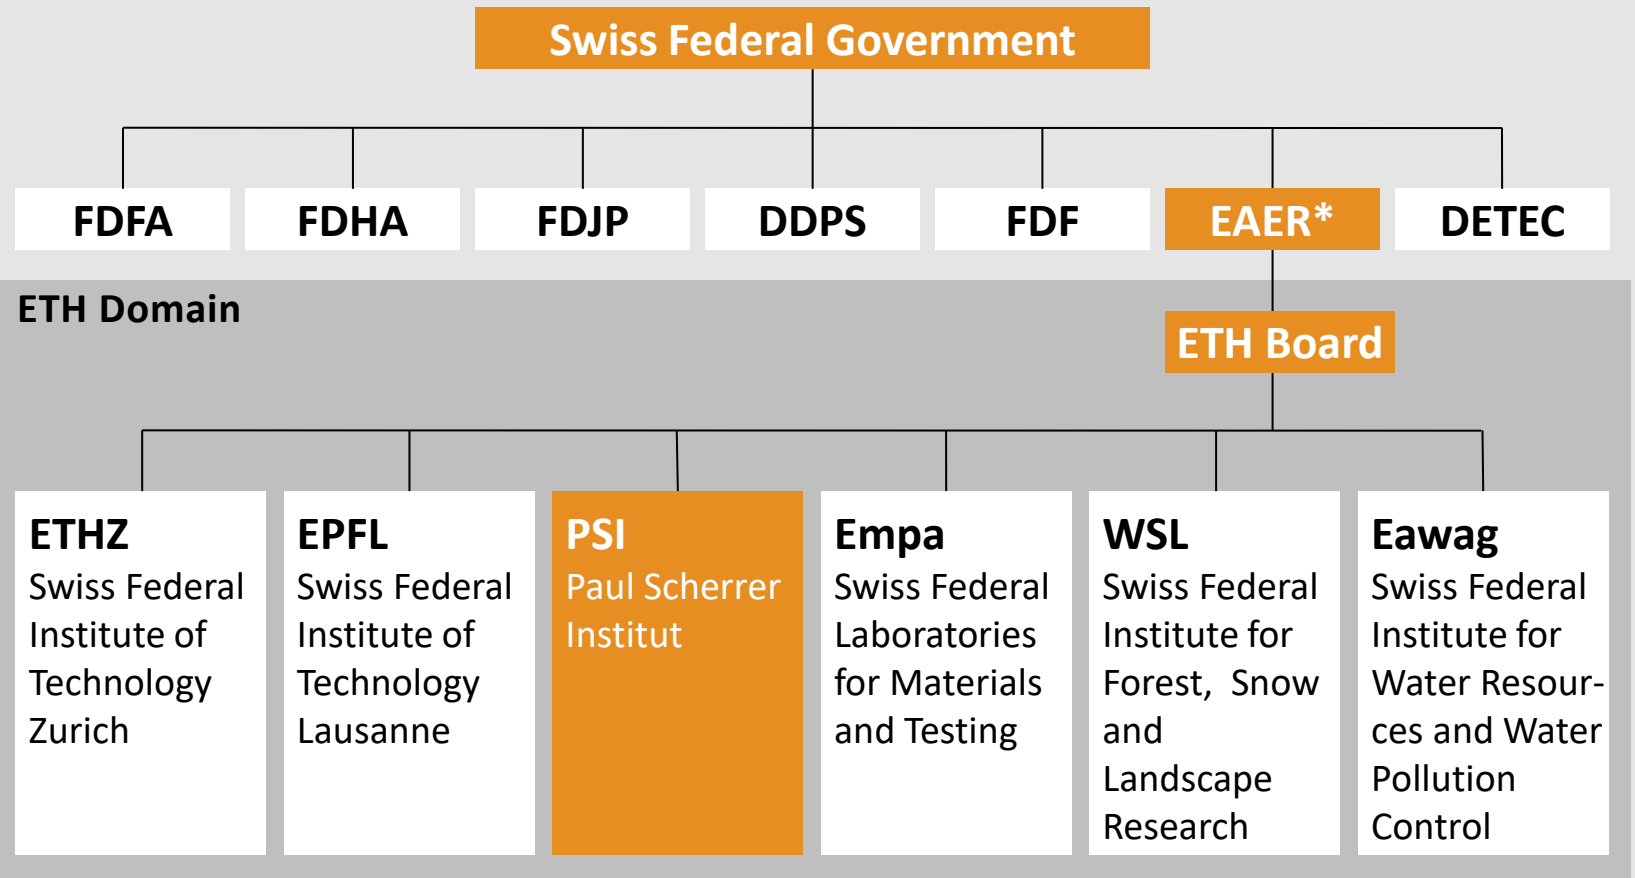 Swiss Federal Government
FDFA
FDHA
FDJP
DDPS
FDF
EAER*
DETEC
ETH Domain
ETH Board
ETHZ
Swiss Federal
Institute of
Technology
Zurich
EPFL
Swiss Federal
Institute of
Technology
Lausanne
PSI
Paul Scherrer
Institut
Empa
Swiss Federal
Laboratories
for Materials
and Testing
WSL
Swiss Federal
Institute for
Forest, Snow
and
Landscape
Research
Eawag
Swiss Federal
Institute for
Water Resour-
ces and Water
Pollution
Control